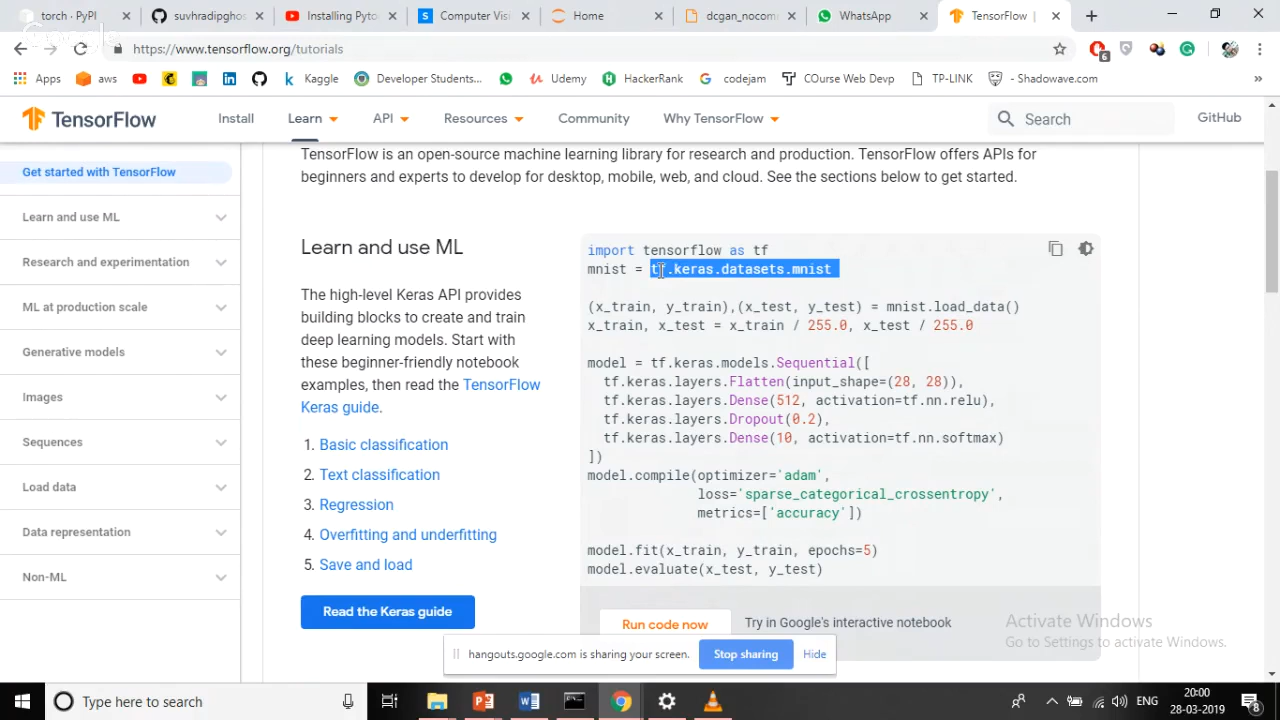 torch · PyPI
suvhradipghos
Installing Pyto
Computer Vis
Home
dcgan_nocom
WhatsApp
TensorFlow
https://www.tensorflow.org/tutorials
6
Apps
aws
Kaggle
Developer Students...
Udemy
HackerRank
codejam
COurse Web Devp
TP-LINK
- Shadowave.com
»
TensorFlow
Install
Learn
API
Resources
Community
Why TensorFlow
Search
GitHub
Get started with TensorFlow
Learn and use ML
Research and experimentation
ML at production scale
Generative models
Images
Sequences
Load data
Data representation
Non-ML
TensorFlow is an open-source machine learning library for research and production. TensorFlow offers APIs for
beginners and experts to develop for desktop, mobile, web, and cloud. See the sections below to get started.
Learn and use ML
The high-level Keras API provides
building blocks to create and train
deep learning models. Start with
these beginner-friendly notebook
examples, then read the TensorFlow
Keras guide.
1. Basic classification
2. Text classification
3. Regression
4. Overfitting and underfitting
5. Save and load
Read the Keras guide
import tensorflow as tf
mnist = tf.keras.datasets.mnist
(x_train, y_train),(x_test, y_test) = mnist.load_data()
x_train, x_test = x_train / 255.0, x_test / 255.0
model = tf.keras.models.Sequential([
tf.keras.layers.Flatten(input_shape=(28, 28)),
tf.keras.layers.Dense(512, activation=tf.nn.relu),
tf.keras.layers.Dropout(0.2),
tf.keras.layers.Dense(10, activation=tf.nn.softmax)
])
model.compile(optimizer='adam',
loss='sparse_categorical_crossentropy',
metrics=['accuracy'])
model.fit(x_train, y_train, epochs=5)
model.evaluate(x_test, y_test)
Run code now
Try in Google's interactive notebook
Activate Windows
Go to Settings to activate Windows.
hangouts.google.com is sharing your screen.
Stop sharing
Hide
Type here to search
ENG
20:00
28-03-2019
8